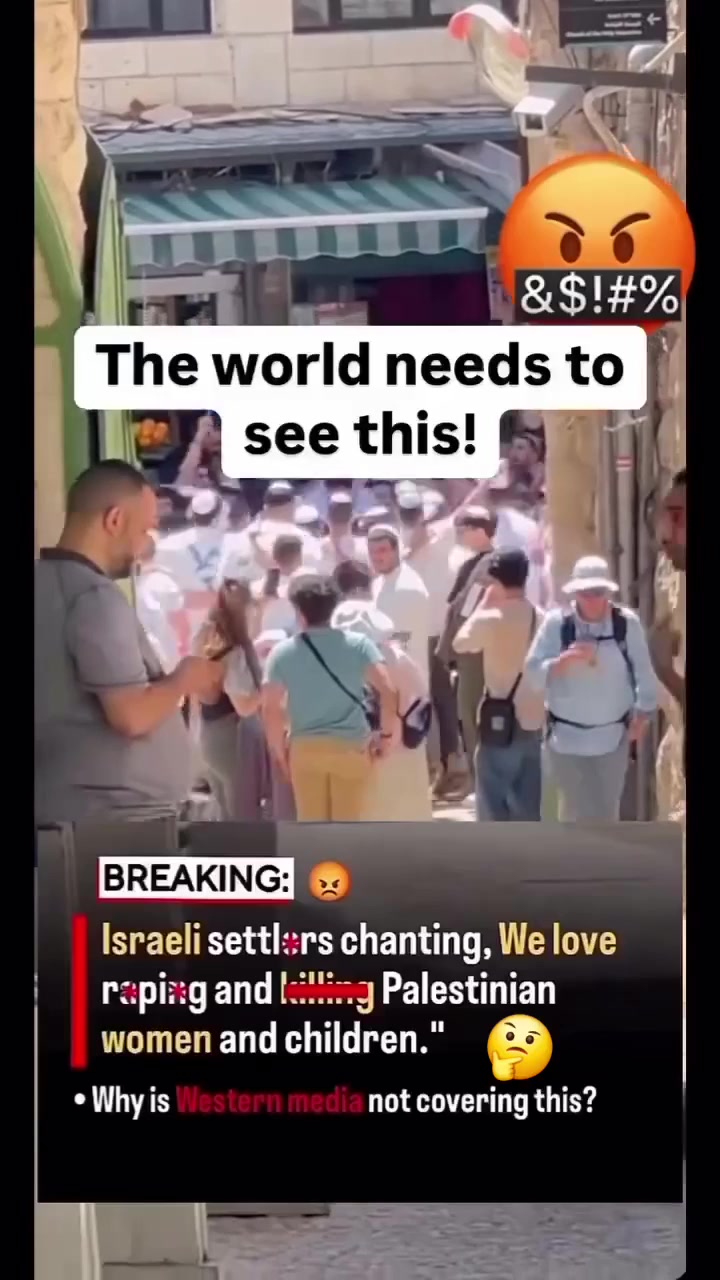 &$!#%
The world needs to
see this!
BREAKING: 😡
Israeli settl*rs chanting, We love
r*pi*g and killing Palestinian
women and children." 🤔
• Why is Western media not covering this?